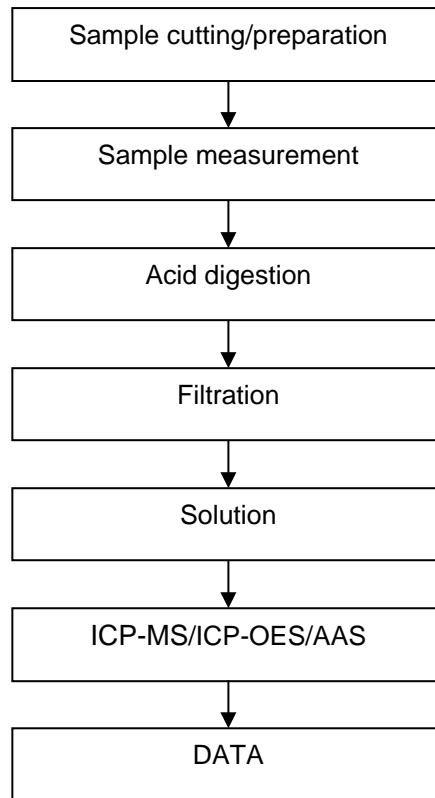 Sample cutting/preparation
Sample measurement
Acid digestion
Filtration
Solution
ICP-MS/ICP-OES/AAS
DATA